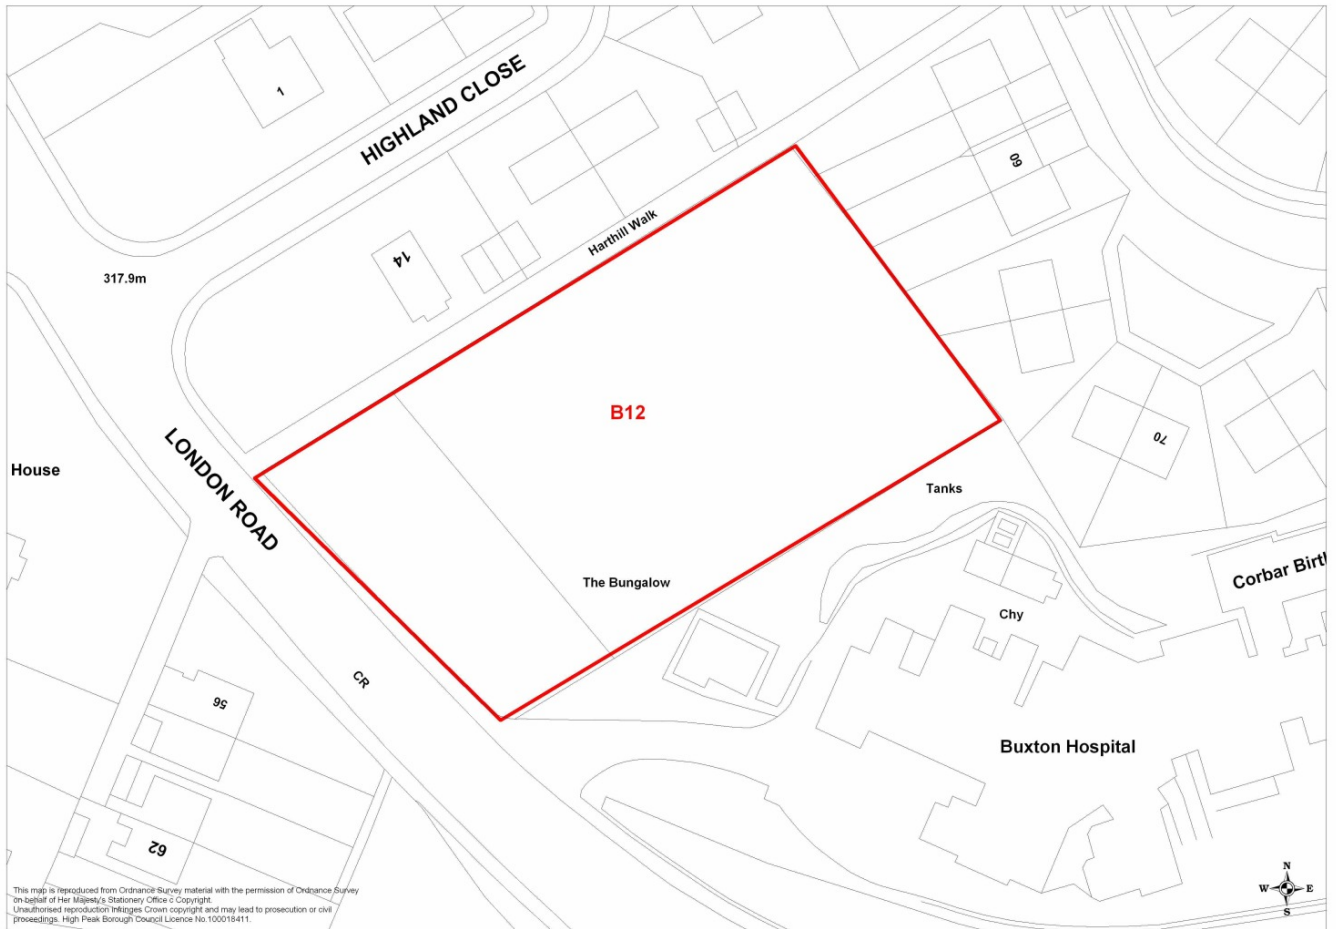 1
HIGHLAND CLOSE
60
Harthill Walk
14
317.9m
B12
70
LONDON ROAD
House
Tanks
The Bungalow
Corbar Birt
Chy
CR
56
Buxton Hospital
62
This map is reproduced from Ordnance Survey material with the permission of Ordnance Survey
on behalf of Her Majesty's Stationery Office c Copyright.
Unauthorised reproduction infringes Crown copyright and may lead to prosecution or civil
proceedings. High Peak Borough Council Licence No.100018411.
N
W E
S